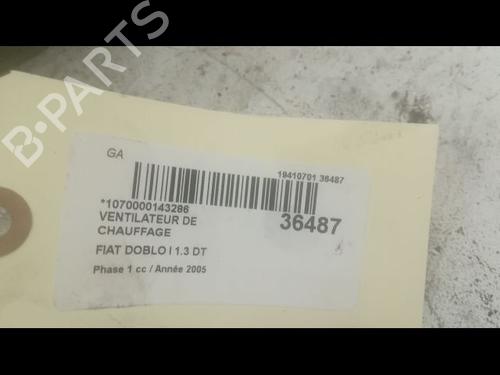 B-PARTS
GA
19410701 36487
*1070000143286
VENTILATEUR DE
CHAUFFAGE
36487
FIAT DOBLO I 1.3 DT
Phase 1 cc / Année 2005